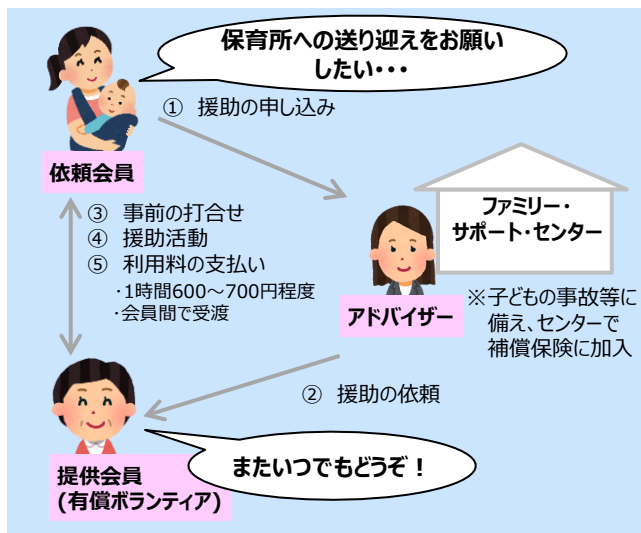 保育所への送り迎えをお願い
したい・・・
① 援助の申し込み
依頼会員
ファミリー・
サポート・センター
③ 事前の打合せ
④ 援助活動
⑤ 利用料の支払い
・1時間600～700円程度
・会員間で受渡
アドバイザー
※子どもの事故等に
備え、センターで
補償保険に加入
② 援助の依頼
またいつでもどうぞ！
提供会員
(有償ボランティア)